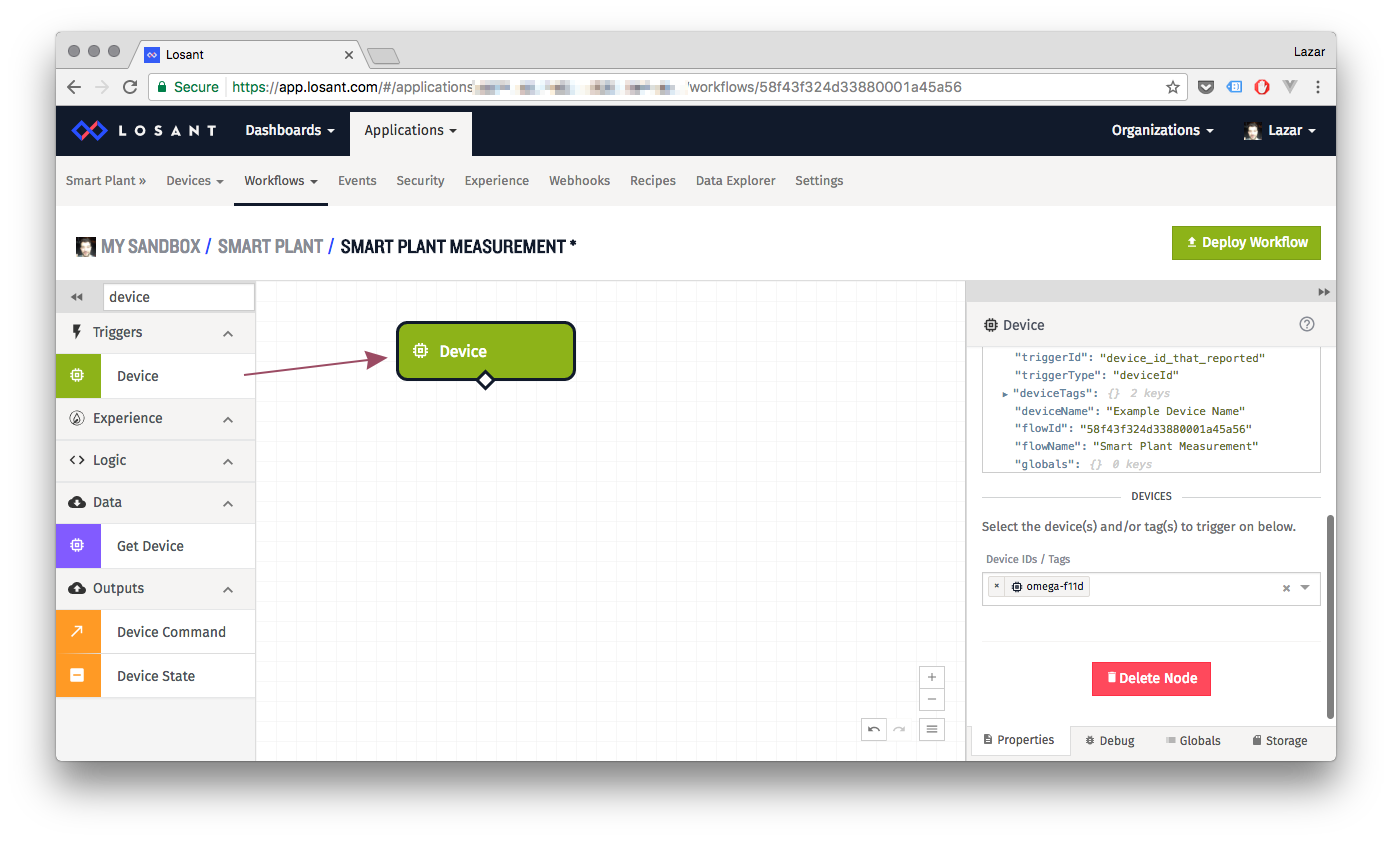 Losant
Lazar
Secure https://app.losant.com/#/applications /workflows/58f43f324d33880001a45a56
LOSANT Dashboards Applications Organizations Lazar
Smart Plant » Devices Workflows Events Security Experience Webhooks Recipes Data Explorer Settings
MY SANDBOX / SMART PLANT / SMART PLANT MEASUREMENT *
Deploy Workflow
device
Triggers
Device
Experience
Logic
Data
Get Device
Outputs
Device Command
Device State
Device
Device
"triggerId": "device_id_that_reported"
"triggerType": "deviceId"
"deviceTags": {} 2 keys
"deviceName": "Example Device Name"
"flowId": "58f43f324d33880001a45a56"
"flowName": "Smart Plant Measurement"
"globals": {} 0 keys
DEVICES
Select the device(s) and/or tag(s) to trigger on below.
Device IDs / Tags
× omega-f11d
Delete Node
Properties Debug Globals Storage